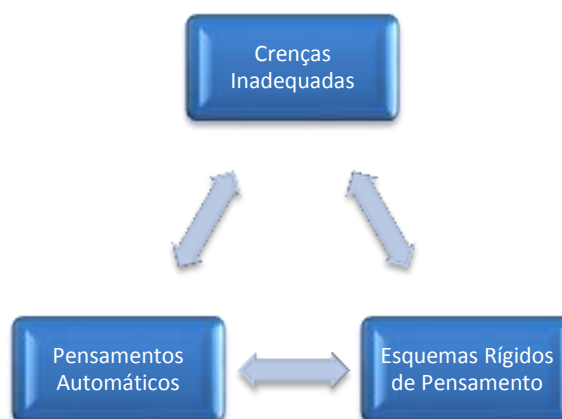 Crenças
Inadequadas
Pensamentos
Automáticos
Esquemas Rígidos
de Pensamento